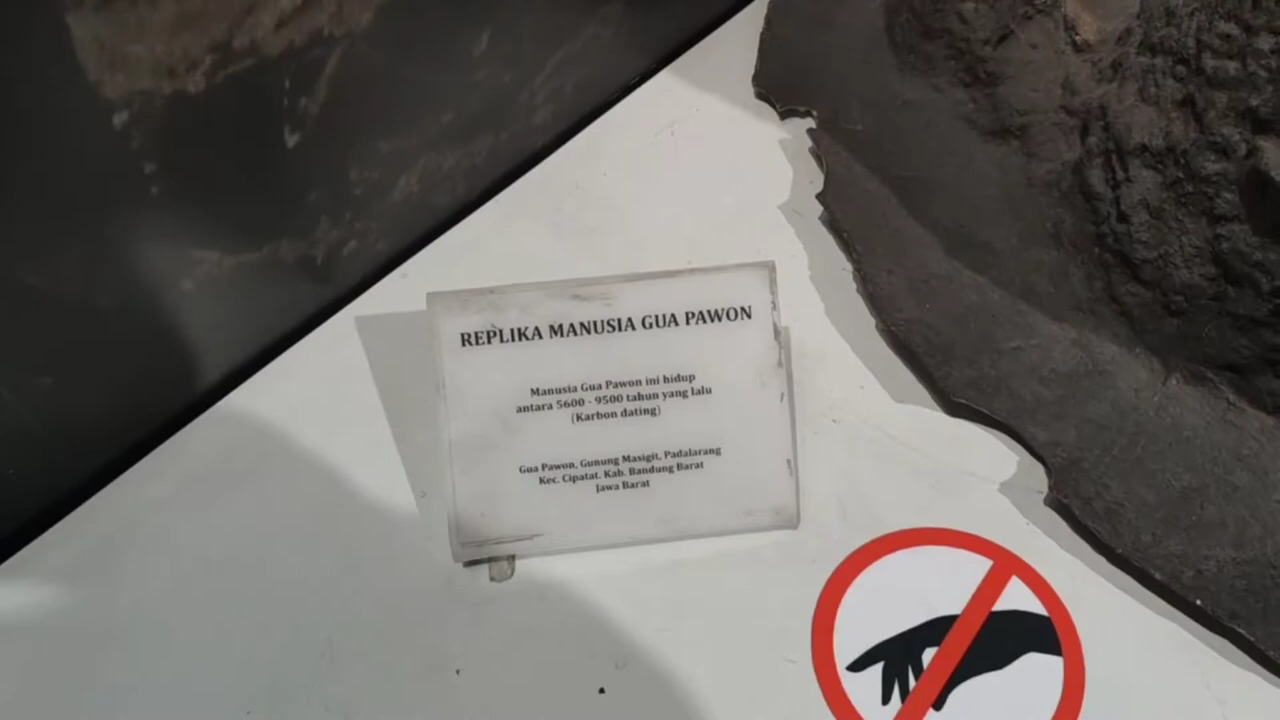 REPLIKA MANUSIA GUA PAWON
Manusia Gua Pawon ini hidup
antara 5600 - 9500 tahun yang lalu
(Karbon dating)
Gua Pawon, Gunung Masigit, Padalarang
Kec. Cipatat. Kab. Bandung Barat
Jawa Barat